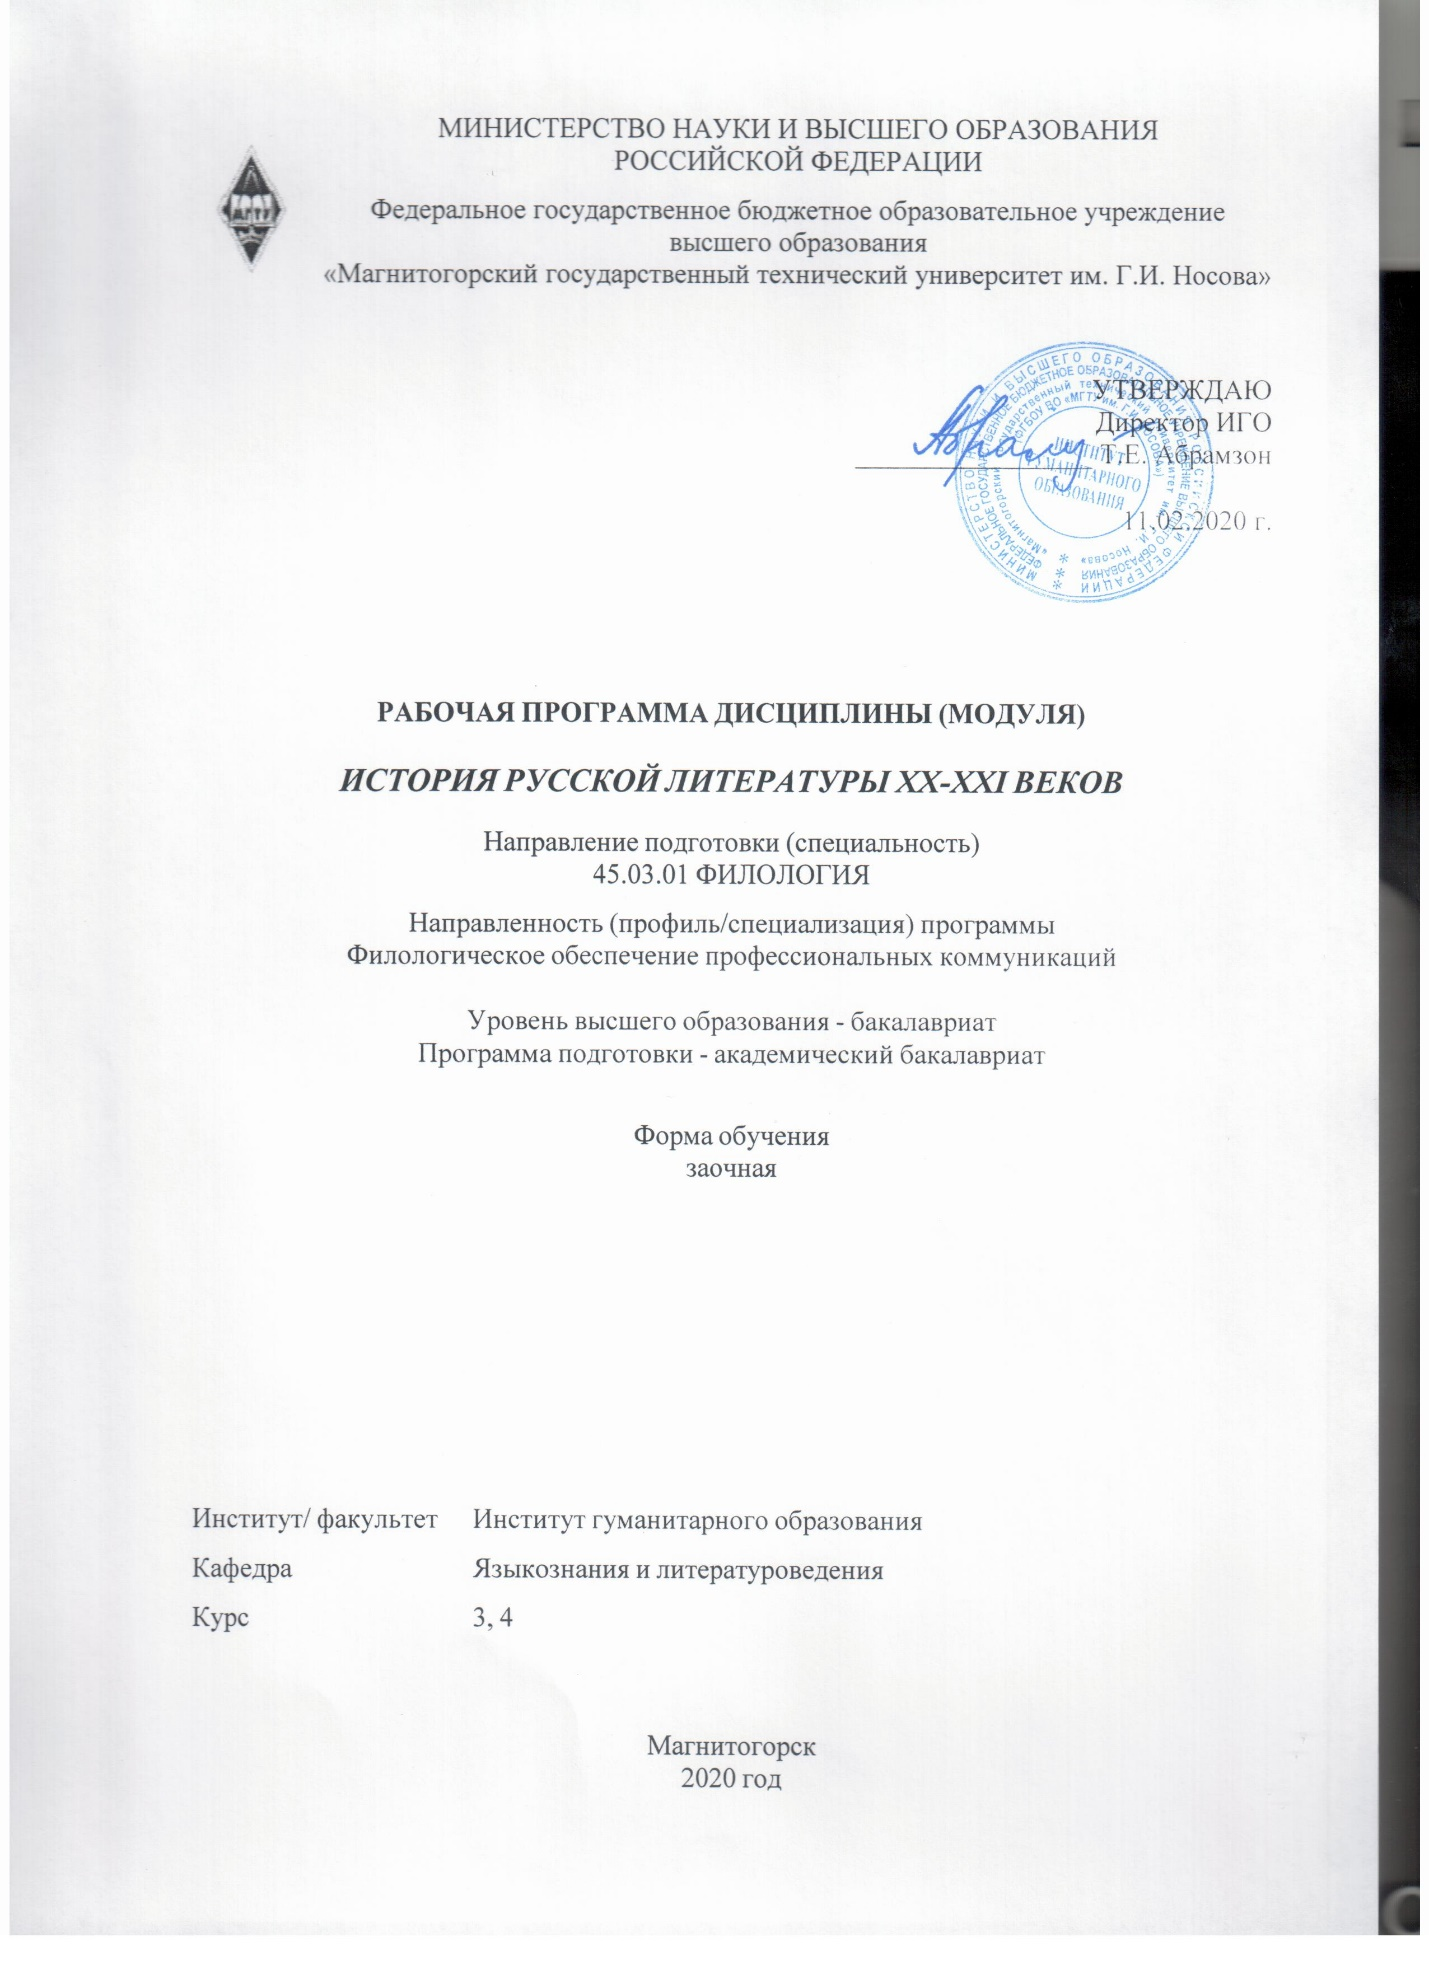 МИНИСТЕРСТВО НАУКИ И ВЫСШЕГО ОБРАЗОВАНИЯ
РОССИЙСКОЙ ФЕДЕРАЦИИ
МГТУ
Федеральное государственное бюджетное образовательное учреждение
высшего образования
«Магнитогорский государственный технический университет им. Г.И. Носова»
УТВЕРЖДАЮ
Директор ИГО
Т.Е. Абрамзон
11.02.2020 г.
ИНСТИТУТ
ГУМАНИТАРНОГО
ОБРАЗОВАНИЯ
РАБОЧАЯ ПРОГРАММА ДИСЦИПЛИНЫ (МОДУЛЯ)
ИСТОРИЯ РУССКОЙ ЛИТЕРАТУРЫ XX-XXI ВЕКОВ
Направление подготовки (специальность)
45.03.01 ФИЛОЛОГИЯ
Направленность (профиль/специализация) программы
Филологическое обеспечение профессиональных коммуникаций
Уровень высшего образования - бакалавриат
Программа подготовки - академический бакалавриат
Форма обучения
заочная
Институт/ факультет Институт гуманитарного образования
Кафедра Языкознания и литературоведения
Курс 3, 4
Магнитогорск
2020 год